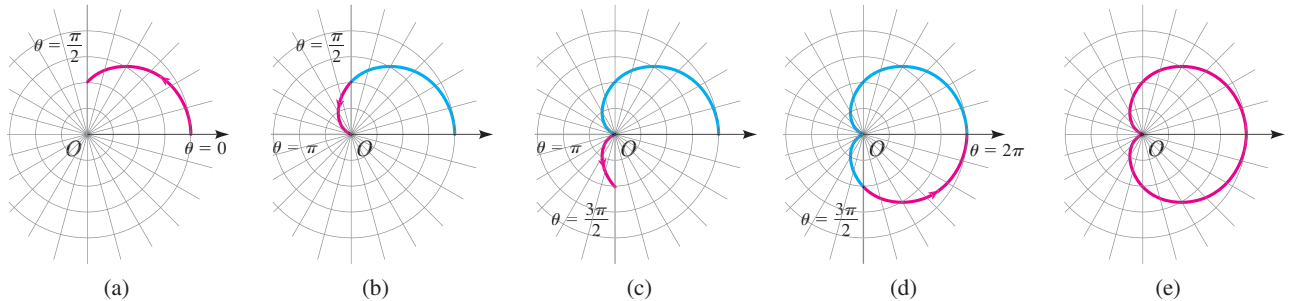 θ = π/2
O
θ = 0
(a)
θ = π/2
θ = π
O
(b)
θ = π
O
θ = 3π/2
(c)
O
θ = 2π
θ = 3π/2
(d)
O
(e)